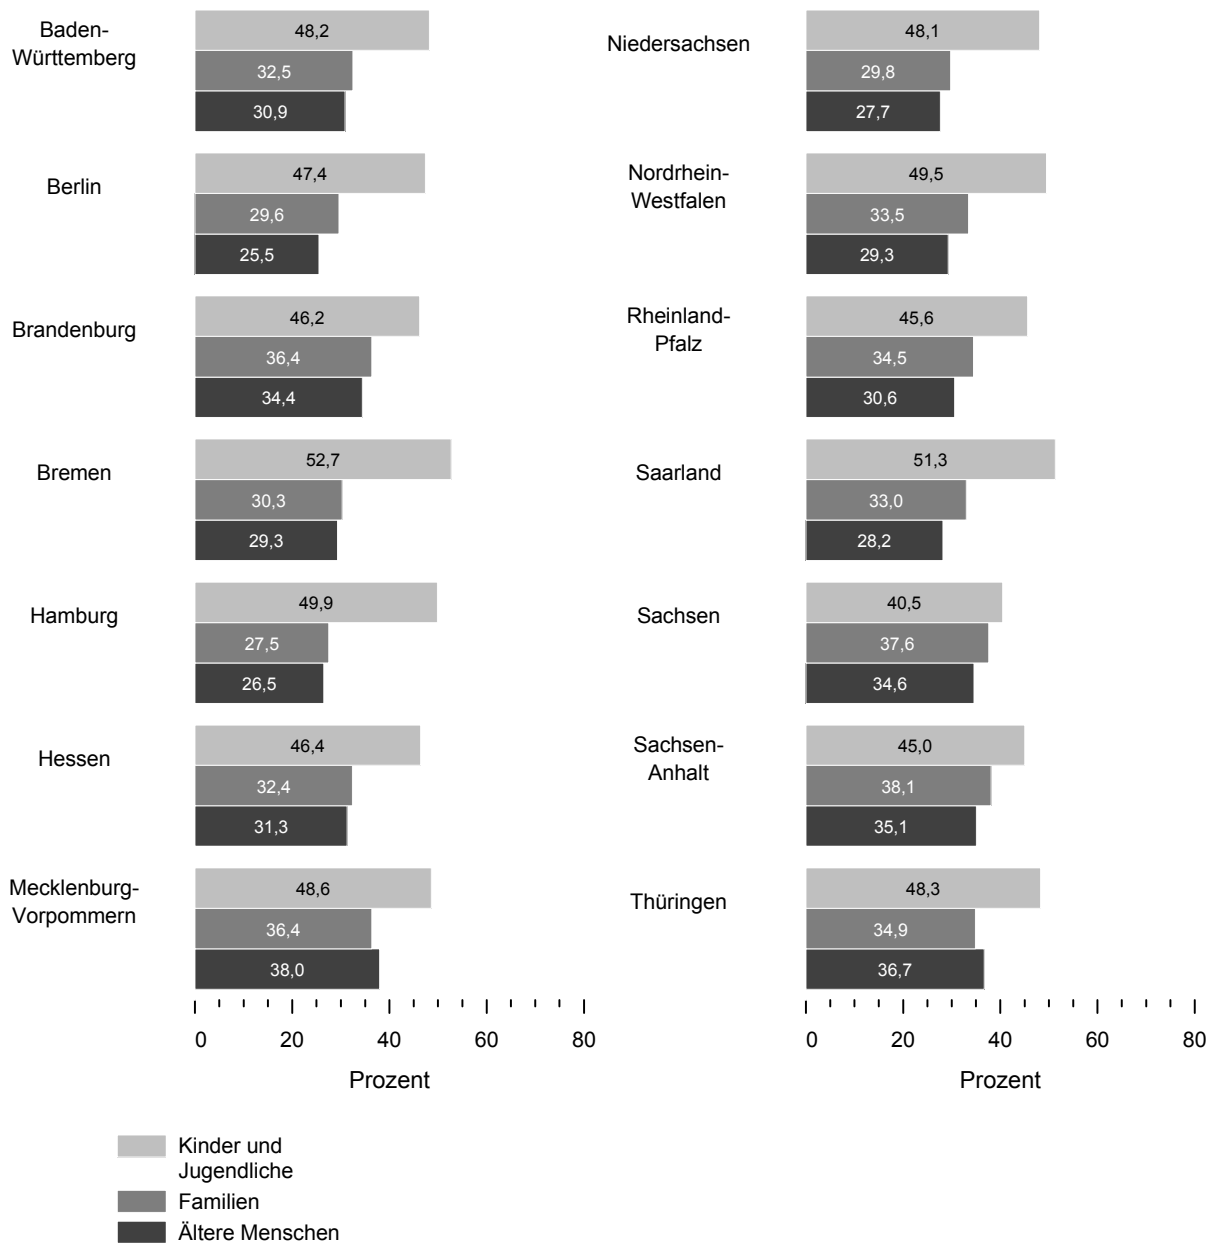 Baden-
Württemberg
48,2
32,5
30,9
Berlin
47,4
29,6
25,5
Brandenburg
46,2
36,4
34,4
Bremen
52,7
30,3
29,3
Hamburg
49,9
27,5
26,5
Hessen
46,4
32,4
31,3
Mecklenburg-
Vorpommern
48,6
36,4
38,0
0 20 40 60 80
Prozent
Niedersachsen
48,1
29,8
27,7
Nordrhein-
Westfalen
49,5
33,5
29,3
Rheinland-
Pfalz
45,6
34,5
30,6
Saarland
51,3
33,0
28,2
Sachsen
40,5
37,6
34,6
Sachsen-
Anhalt
45,0
38,1
35,1
Thüringen
48,3
34,9
36,7
0 20 40 60 80
Prozent
Kinder und
Jugendliche
Familien
Ältere Menschen